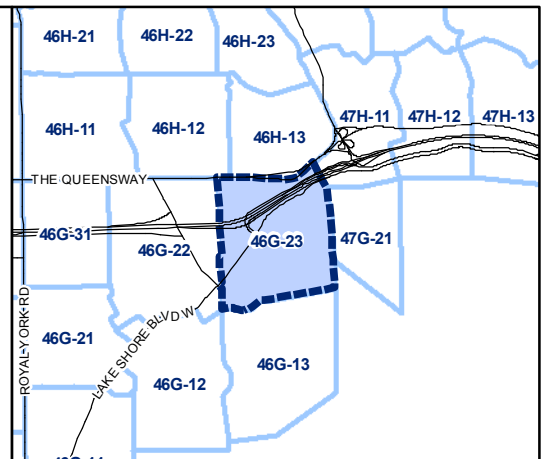 46H-21
46H-22
46H-23
46H-11
46H-12
46H-13
47H-11
47H-12
47H-13
THE QUEENSWAY
46G-31
46G-22
46G-23
47G-21
ROYAL YORK RD
LAKE SHORE BLVD W
46G-21
46G-12
46G-13